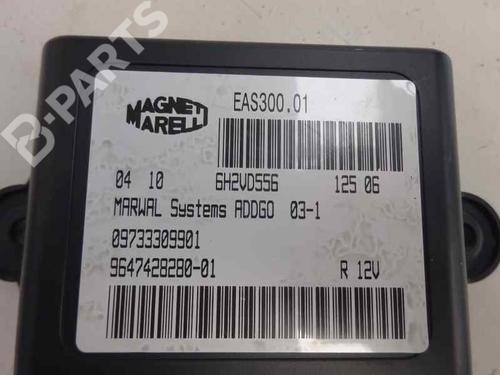 B-PARTS
MAGNETI MARELLI
EAS300.01
04 10 6H2VD556 125 06
MARWAL Systems ADDGO 03-1
09733309901
9647428280-01 R 12V